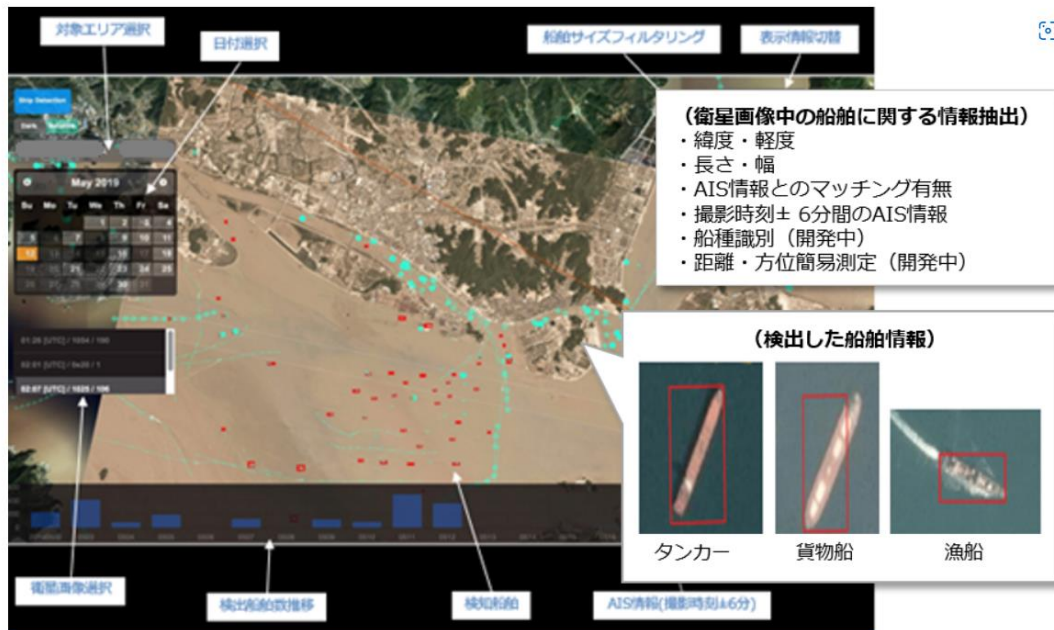 対象エリア選択
日付選択
船舶サイズフィルタリング
表示情報切替
Ship Detection
Dark
May 2019
Su Mo Tu We Th Fr Sa
(衛星画像中の船舶に関する情報抽出)
・緯度・軽度
・長さ・幅
・AIS情報とのマッチング有無
・撮影時刻± 6分間のAIS情報
・船種識別（開発中）
・距離・方位簡易測定（開発中）
(検出した船舶情報)
タンカー
貨物船
漁船
衛星画像選択
検出船舶数推移
検知船舶
AIS情報(撮影時刻±6分)